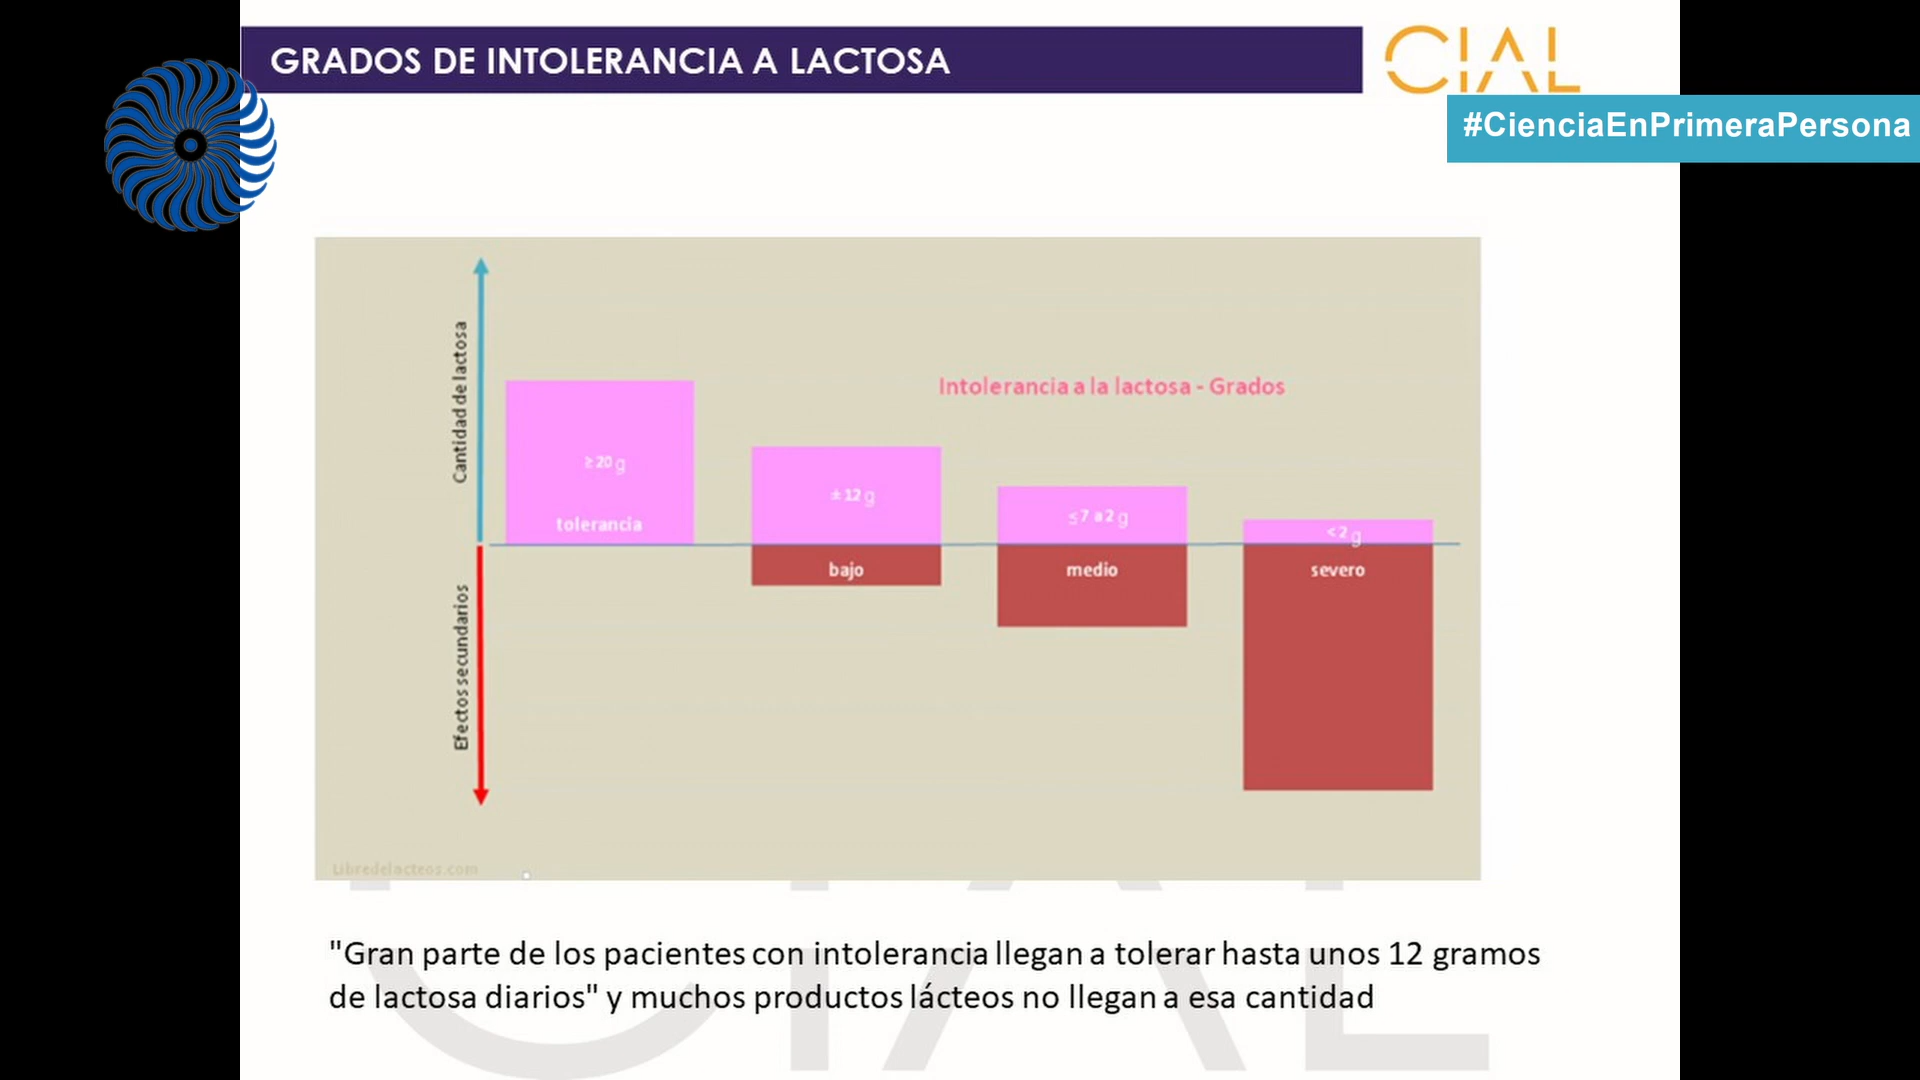 GRADOS DE INTOLERANCIA A LACTOSA
CIAL
#CienciaEnPrimeraPersona
Cantidad de lactosa
Intolerancia a la lactosa - Grados
≥20 g
tolerancia
±12 g
≤7 a 2 g
<2 g
bajo
medio
severo
Efectos secundarios
Libredelacteos.com
"Gran parte de los pacientes con intolerancia llegan a tolerar hasta unos 12 gramos
de lactosa diarios" y muchos productos lácteos no llegan a esa cantidad